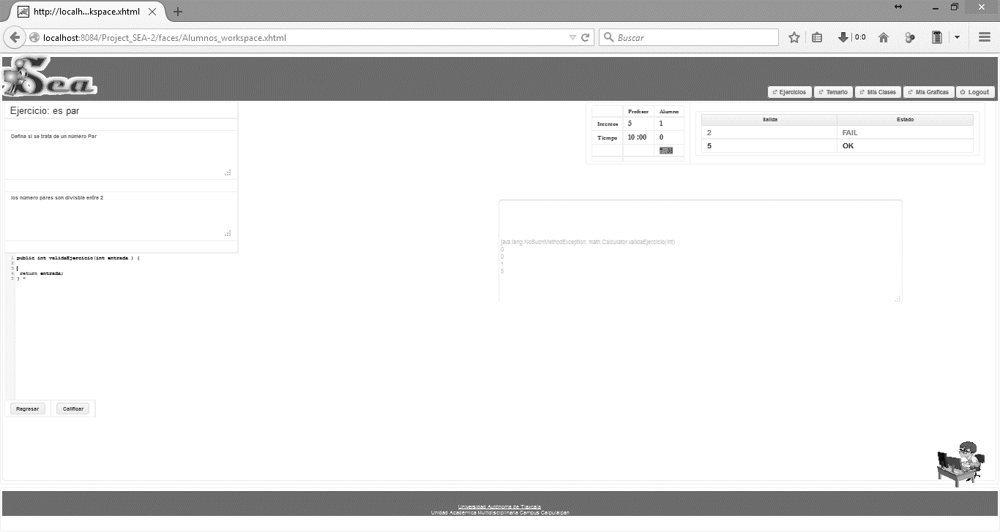 http://localh...kspace.xhtml
localhost:8084/Project_SEA-2/faces/Alumnos_workspace.xhtml
Buscar
0:0
Sea
Ejercicios
Temario
Mis Clases
Mis Graficas
Logout
Ejercicio: es par
Defina si se trata de un número Par
los número pares son divisble entre 2
Profesor Alumno
Intentos 5 1
Tiempo 10 :00 0
7:38
Salida Estado
2 FAIL
5 OK
java.lang.NoSuchMethodException: math.Calculator.validaEjercicio(int)
0
0
1
5
1 public int validaEjercicio(int entrada ) {
2
3
4 return entrada;
5 }
Regresar
Calificar
Universidad Autónoma de Tlaxcala
Unidad Académica Multidisciplinaria Campus Calpulalpan